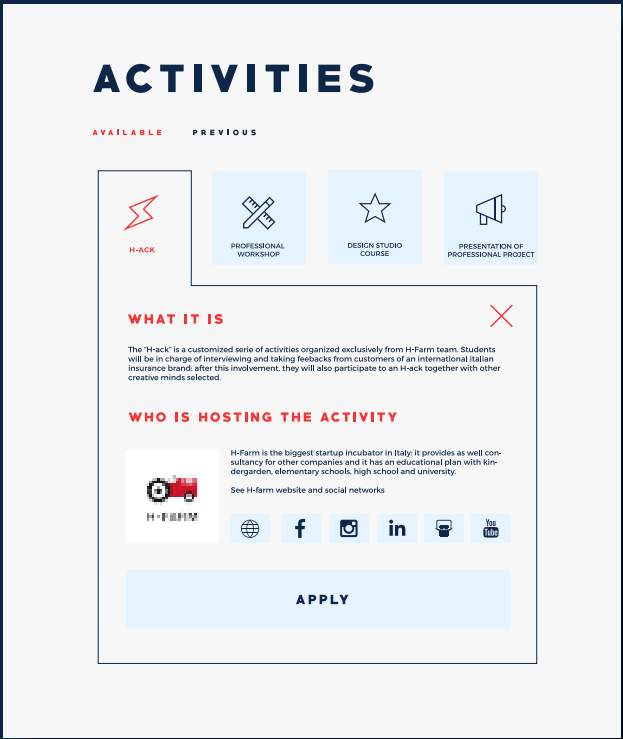 ACTIVITIES
AVAILABLE PREVIOUS
H-ACK
PROFESSIONAL
WORKSHOP
DESIGN STUDIO
COURSE
PRESENTATION OF
PROFESSIONAL PROJECT
WHAT IT IS
The "H-ack" is a customized serie of activities organized exclusively from H-Farm team. Students
will be in charge of interviewing and taking feebacks from customers of an international italian
insurance brand: after this involvement, they will also participate to an H-ack together with other
creative minds selected.
WHO IS HOSTING THE ACTIVITY
H-Farm is the biggest startup incubator in Italy: it provides as well con-
sultancy for other companies and it has an educational plan with kin-
dergarden, elementary schools, high school and university.
See H-farm website and social networks
H-FARM
f
in
You
Tube
APPLY